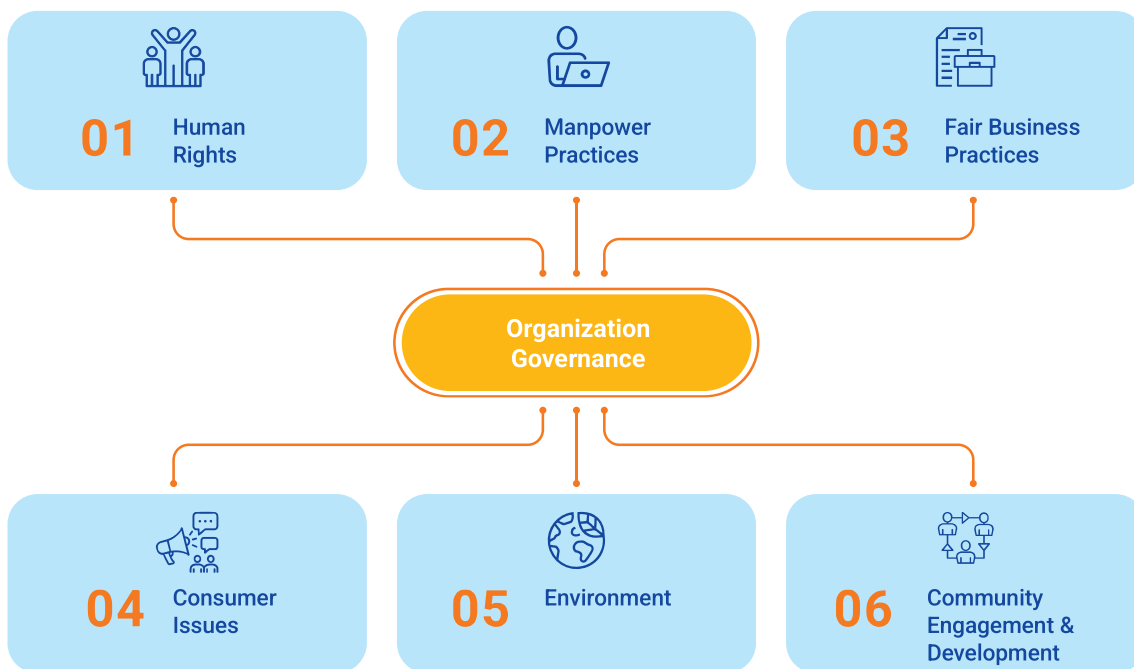 01
Human
Rights
02
Manpower
Practices
03
Fair Business
Practices
Organization
Governance
04
Consumer
Issues
05
Environment
06
Community
Engagement &
Development